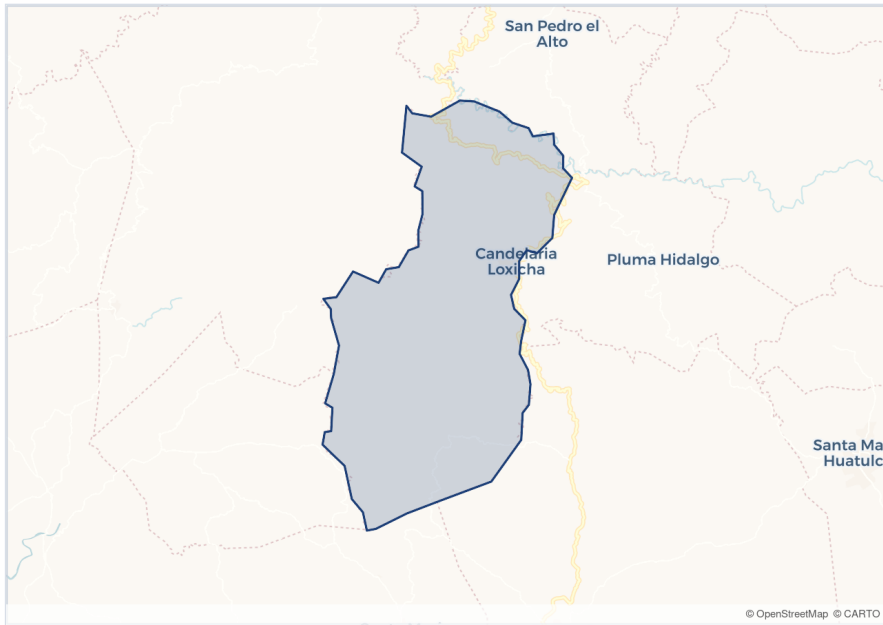 San Pedro el
Alto
Candelaria
Loxicha
Pluma Hidalgo
Santa Ma
Huatulc
© OpenStreetMap © CARTO